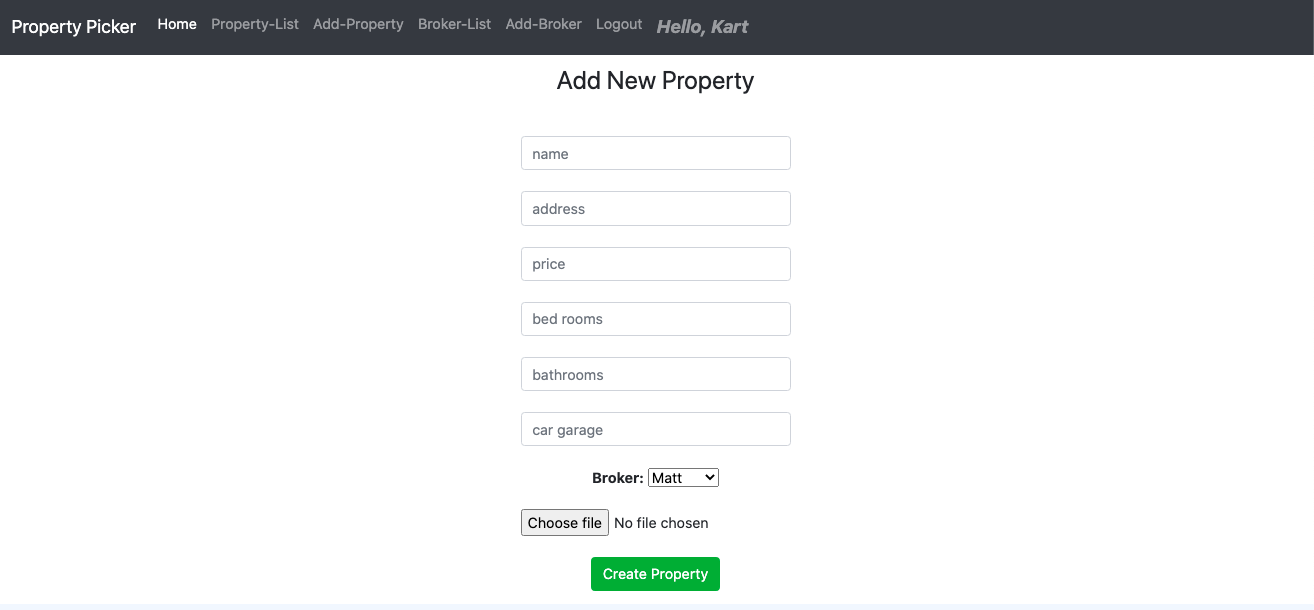 Property Picker Home Property-List Add-Property Broker-List Add-Broker Logout Hello, Kart
Add New Property
name
address
price
bed rooms
bathrooms
car garage
Broker: Matt
Choose file No file chosen
Create Property